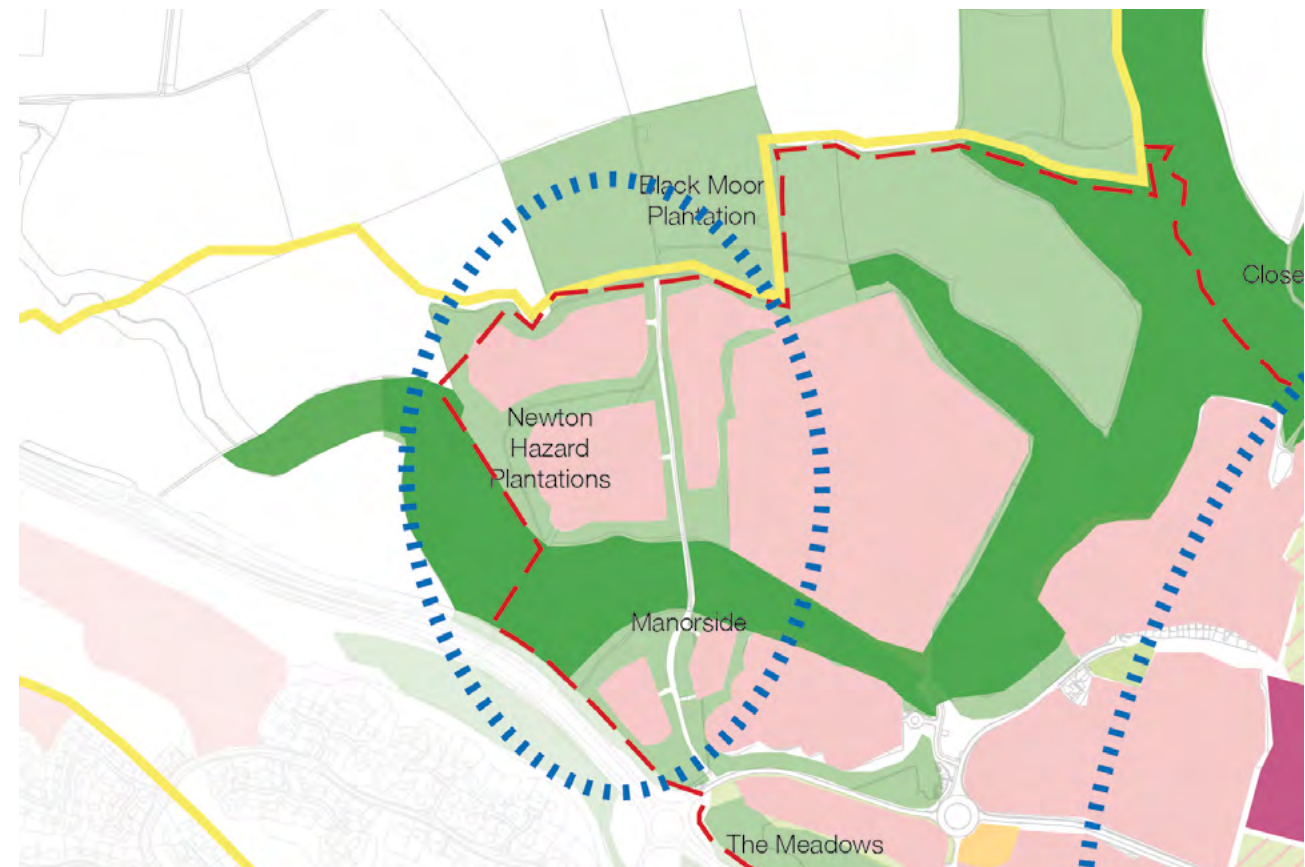 Black Moor
Plantation
Close
Newton
Hazard
Plantations
Manorside
The Meadows